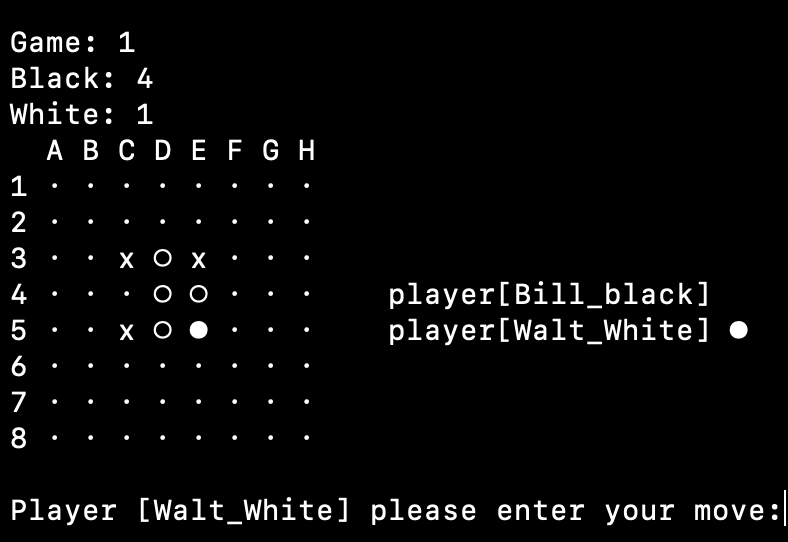 Game: 1
Black: 4
White: 1
  A B C D E F G H
1 · · · · · · · ·
2 · · · · · · · ·
3 · · x ○ x · · ·
4 · · · ○ ○ · · ·    player[Bill_black]
5 · · x ○ ● · · ·    player[Walt_White] ●
6 · · · · · · · ·
7 · · · · · · · ·
8 · · · · · · · ·
Player [Walt_White] please enter your move: